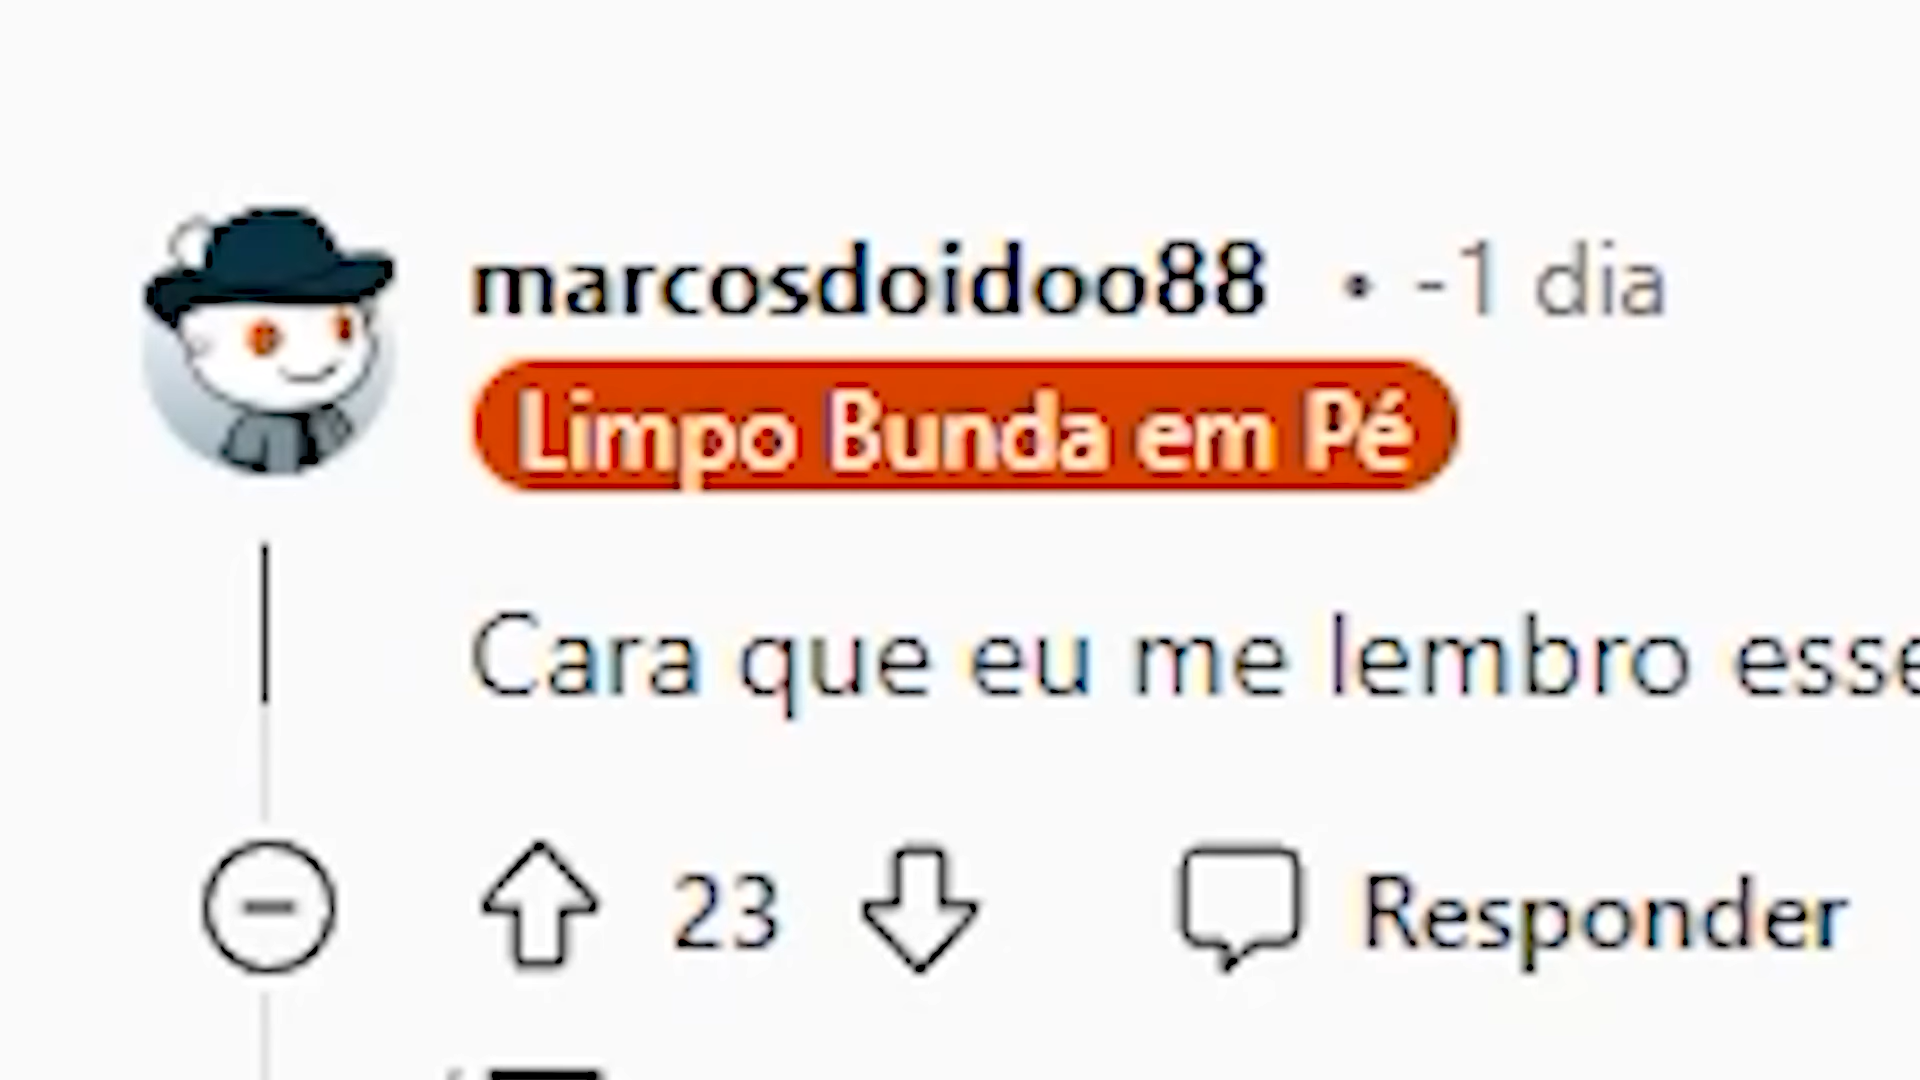 marcosdoidoo88 • -1 dia
Limpo Bunda em Pé
Cara que eu me lembro esse
23 Responder